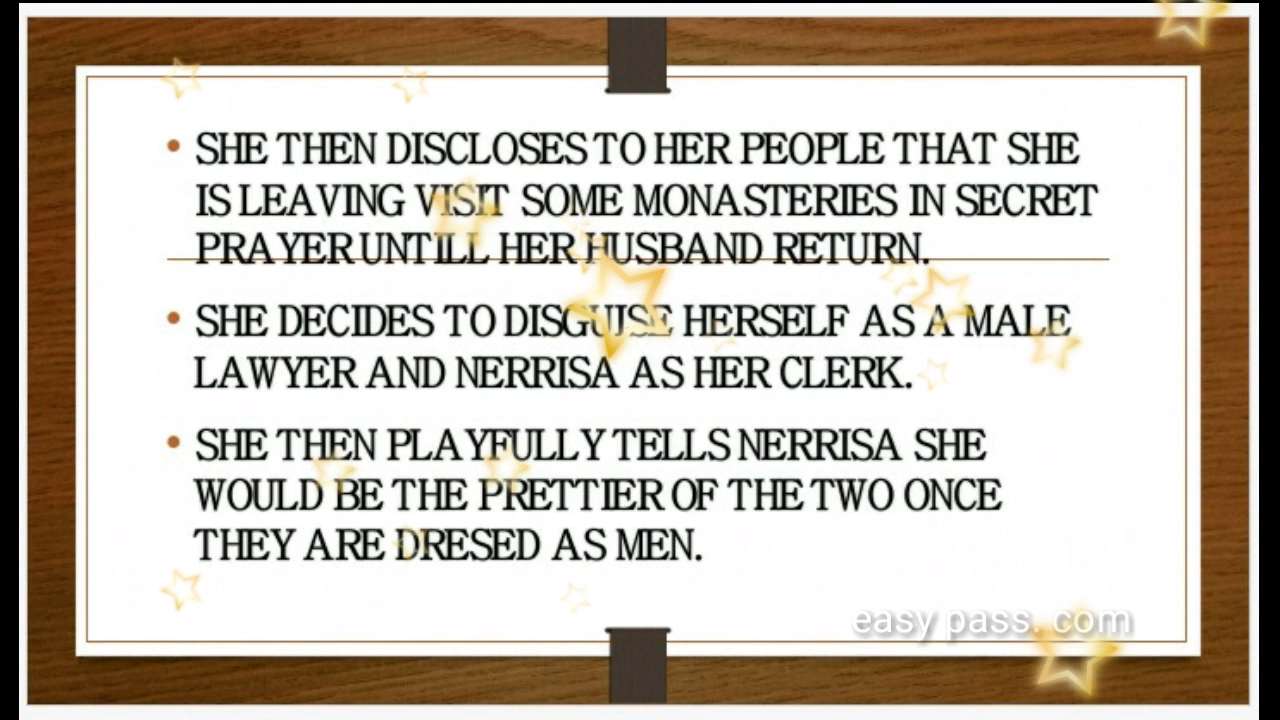 • SHE THEN DISCLOSES TO HER PEOPLE THAT SHE
IS LEAVING VISIT SOME MONASTERIES IN SECRET
PRAYER UNTILL HER HUSBAND RETURN.
• SHE DECIDES TO DISGUISE HERSELF AS A MALE
LAWYER AND NERRISA AS HER CLERK.
• SHE THEN PLAYFULLY TELLS NERRISA SHE
WOULD BE THE PRETTIER OF THE TWO ONCE
THEY ARE DRESED AS MEN.
easy pass. com